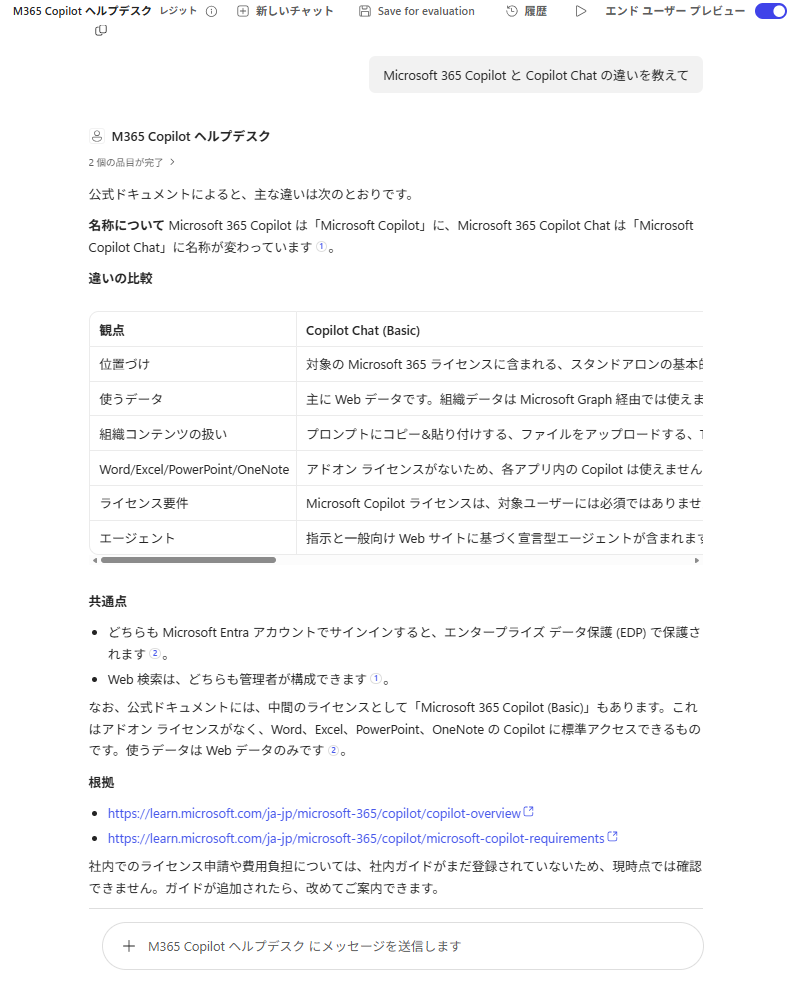 M365 Copilot ヘルプデスク レジット 新しいチャット Save for evaluation 履歴 エンド ユーザー プレビュー
Microsoft 365 Copilot と Copilot Chat の違いを教えて
M365 Copilot ヘルプデスク
2 個の品目が完了
公式ドキュメントによると、主な違いは次のとおりです。
名称について Microsoft 365 Copilot は「Microsoft Copilot」に、Microsoft 365 Copilot Chat は「Microsoft
Copilot Chat」に名称が変わっています 1 。
違いの比較
観点 Copilot Chat (Basic)
位置づけ 対象の Microsoft 365 ライセンスに含まれる、スタンドアロンの基本的
使うデータ 主に Web データです。組織データは Microsoft Graph 経由では使えま
組織コンテンツの扱い プロンプトにコピー&貼り付けする、ファイルをアップロードする、
Word/Excel/PowerPoint/OneNote アドオン ライセンスがないため、各アプリ内の Copilot は使えません
ライセンス要件 Microsoft Copilot ライセンスは、対象ユーザーには必須ではありませ
エージェント 指示と一般向け Web サイトに基づく宣言型エージェントが含まれます
共通点
• どちらも Microsoft Entra アカウントでサインインすると、エンタープライズ データ保護 (EDP) で保護さ
れます 2 。
• Web 検索は、どちらも管理者が構成できます 1 。
なお、公式ドキュメントには、中間のライセンスとして「Microsoft 365 Copilot (Basic)」もあります。これ
はアドオン ライセンスがなく、Word、Excel、PowerPoint、OneNote の Copilot に標準アクセスできるもの
です。使うデータは Web データのみです 2 。
根拠
• https://learn.microsoft.com/ja-jp/microsoft-365/copilot/copilot-overview
• https://learn.microsoft.com/ja-jp/microsoft-365/copilot/microsoft-copilot-requirements
社内でのライセンス申請や費用負担については、社内ガイドがまだ登録されていないため、現時点では確認
できません。ガイドが追加されたら、改めてご案内できます。
M365 Copilot ヘルプデスク にメッセージを送信します